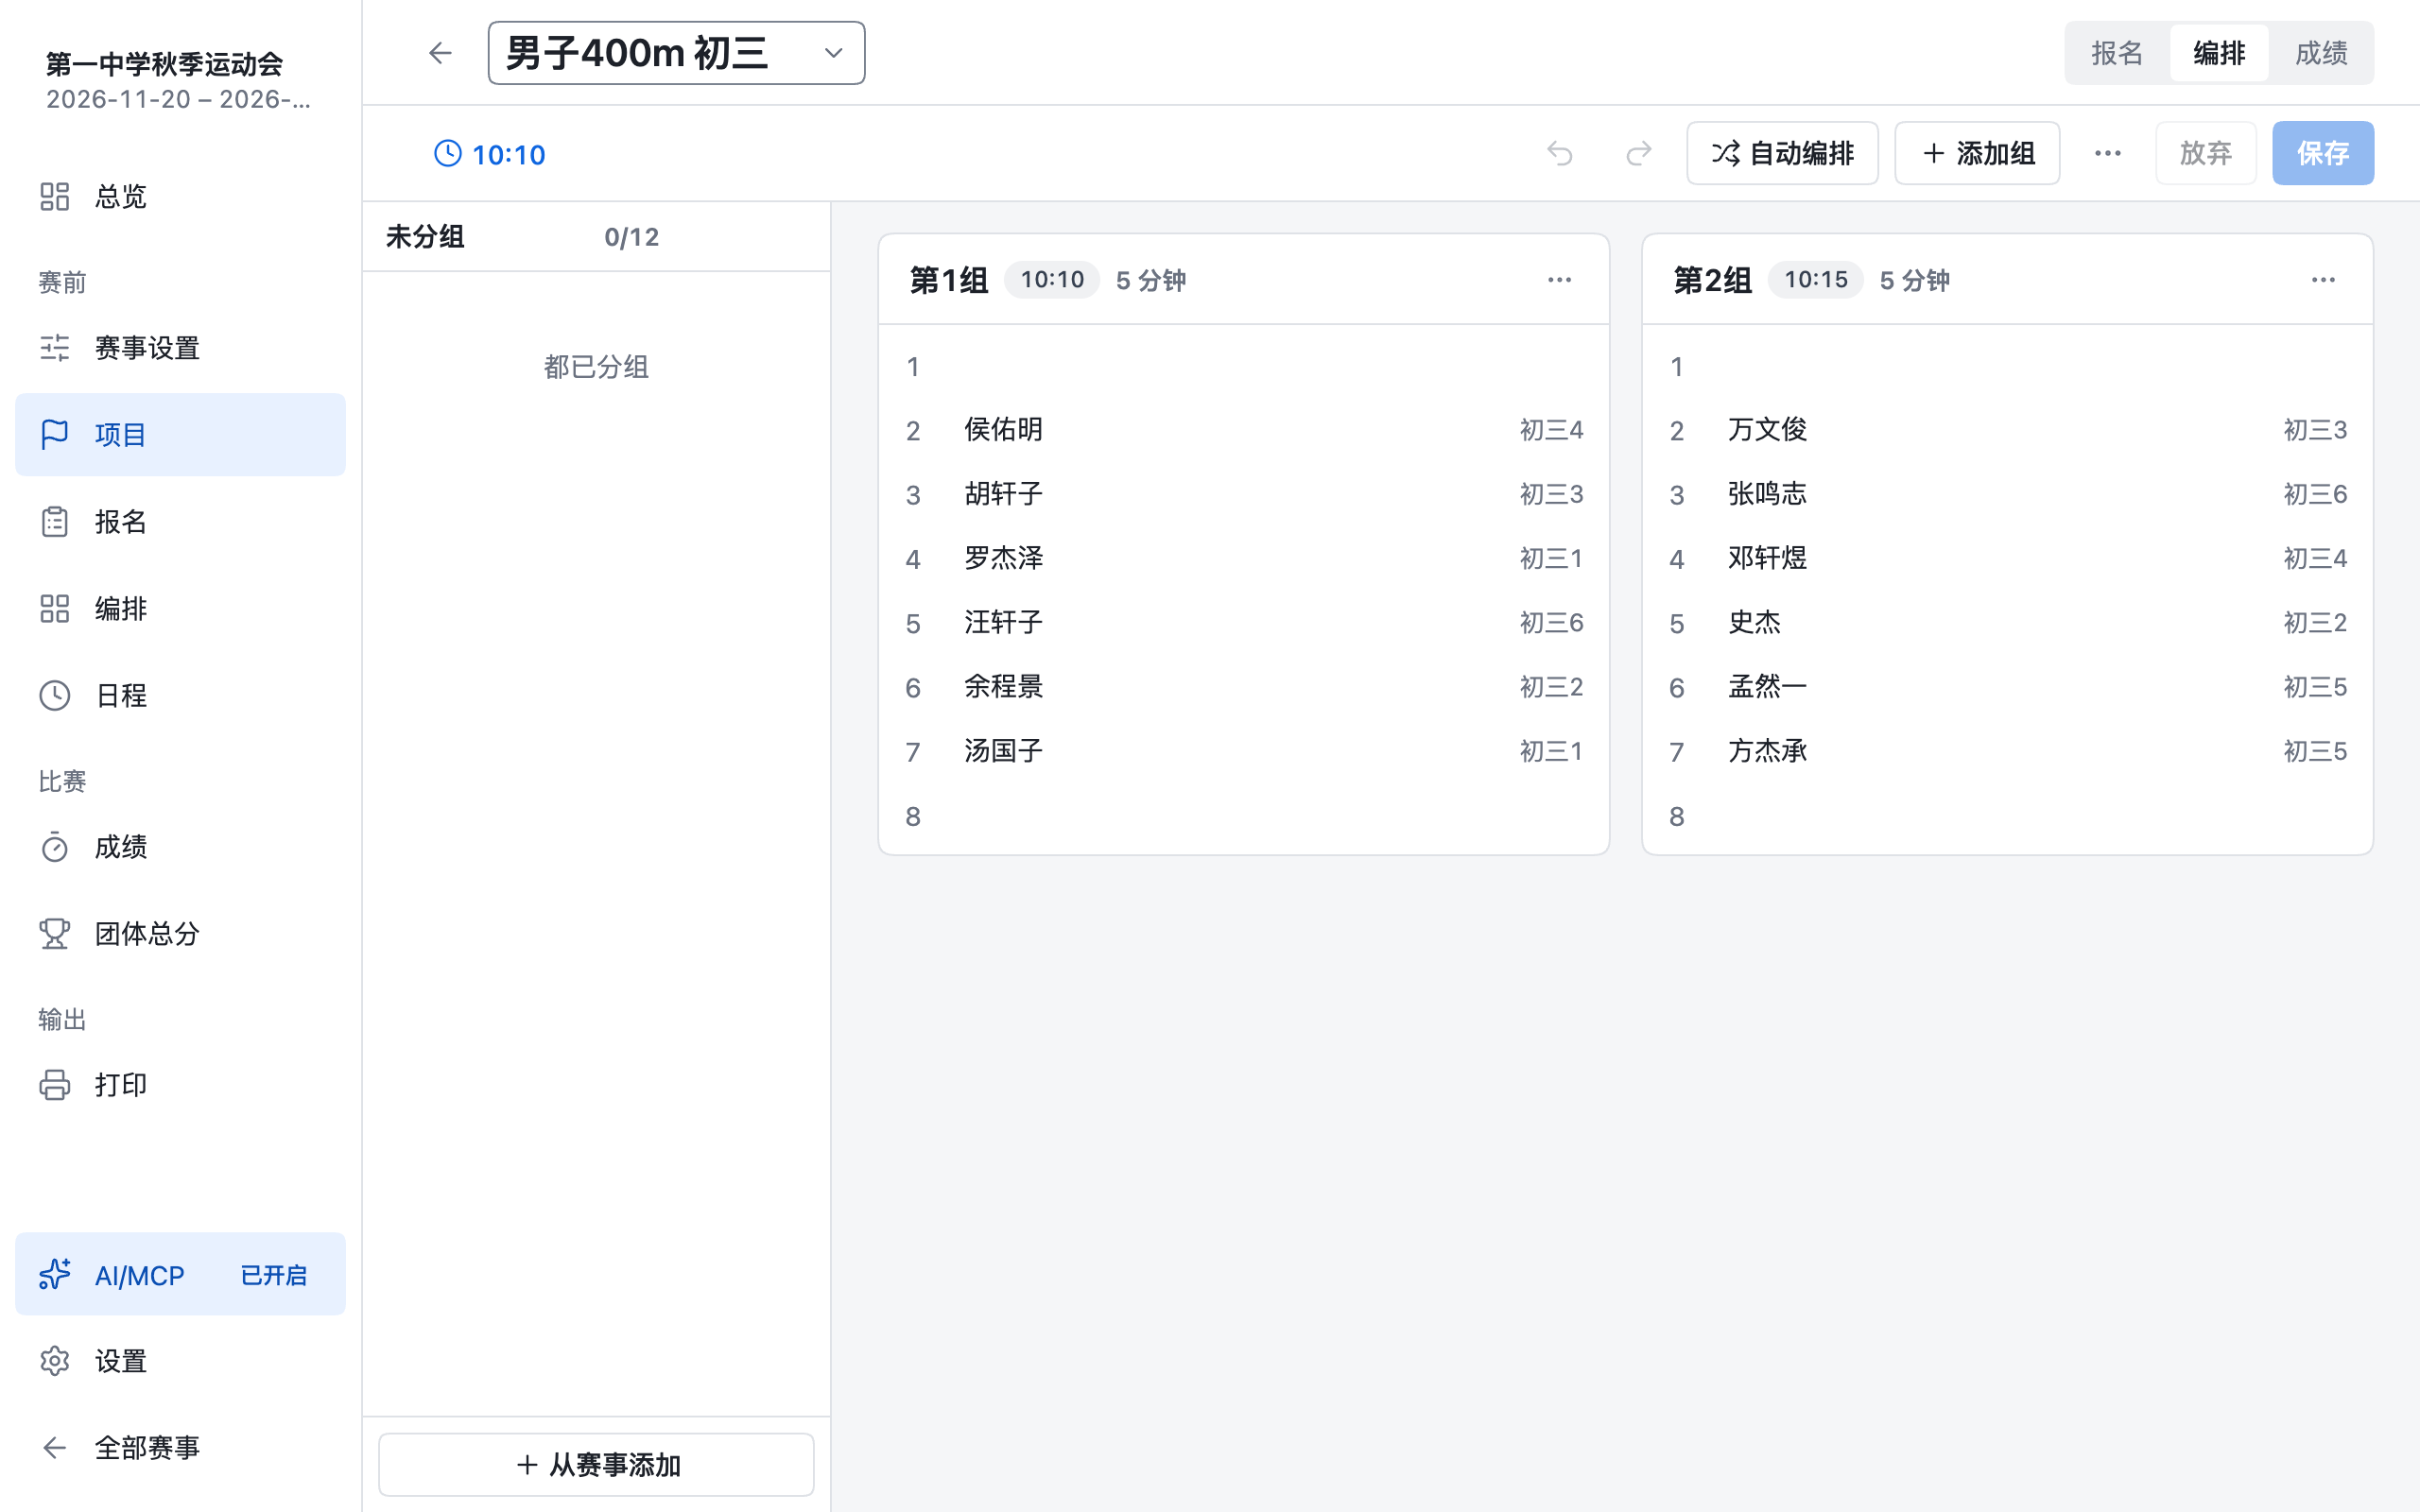 第一中学秋季运动会
2026-11-20 – 2026-...
总览
赛前
赛事设置
项目
报名
编排
日程
比赛
成绩
团体总分
输出
打印
AI/MCP 已开启
设置
全部赛事
男子400m 初三
报名 编排 成绩
10:10
自动编排 添加组 ... 放弃 保存
未分组 0/12
都已分组
从赛事添加
第1组 10:10 5 分钟 ...
1
2 侯佑明 初三4
3 胡轩子 初三3
4 罗杰泽 初三1
5 汪轩子 初三6
6 余程景 初三2
7 汤国子 初三1
8
第2组 10:15 5 分钟 ...
1
2 万文俊 初三3
3 张鸣志 初三6
4 邓轩煜 初三4
5 史杰 初三2
6 孟然一 初三5
7 方杰承 初三5
8